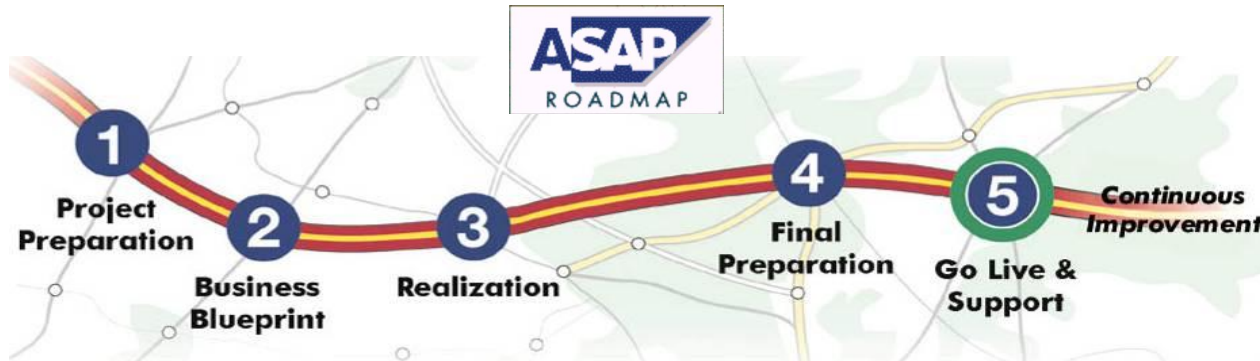 ASAP
ROADMAP
1
Project
Preparation
2
Business
Blueprint
3
Realization
4
Final
Preparation
5
Go Live &
Support
Continuous
Improvement